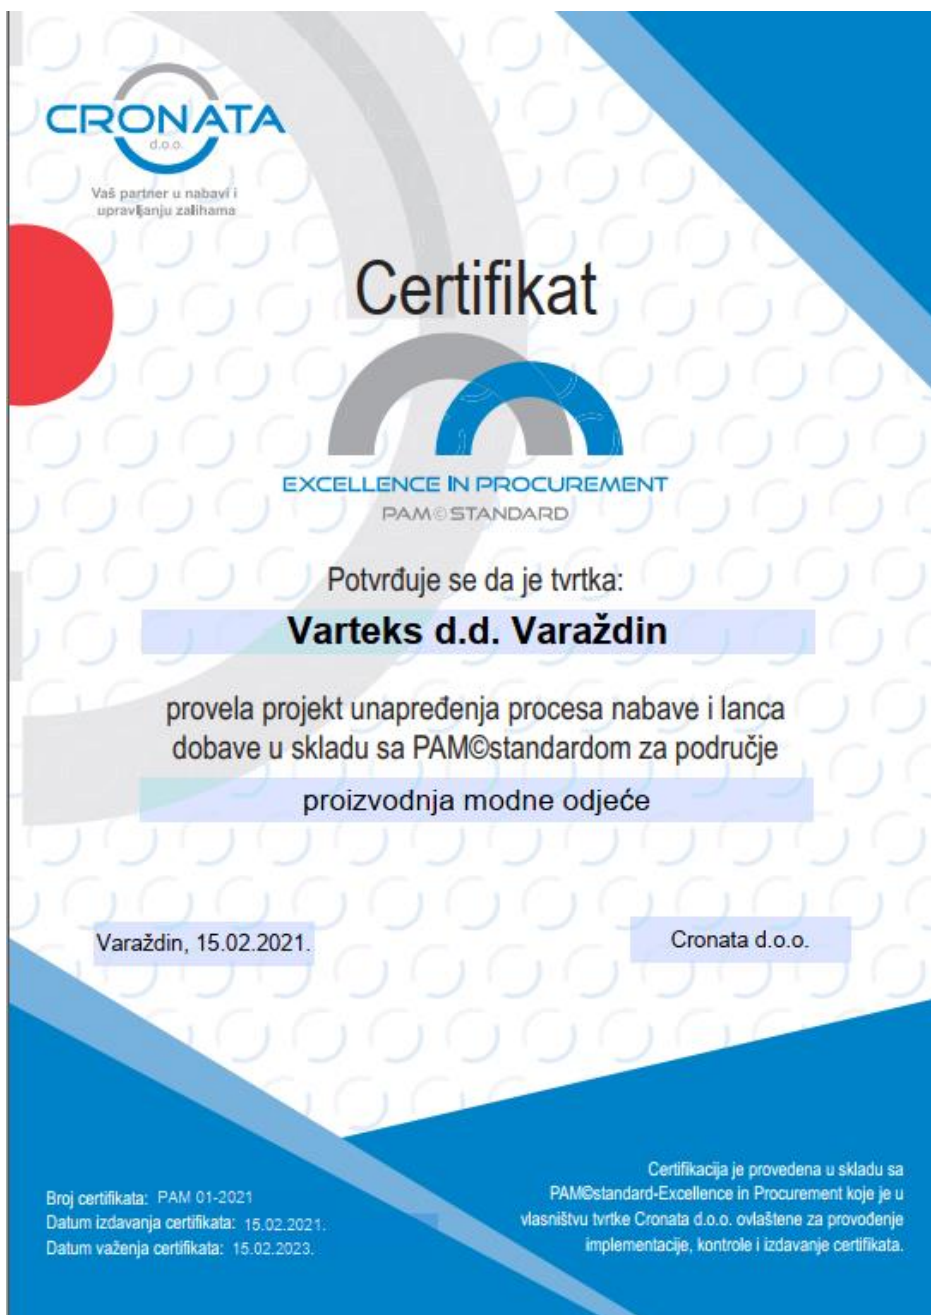 CRONATA
d.o.o.
Vaš partner u nabavi i
upravljanju zalihama
Certifikat
EXCELLENCE IN PROCUREMENT
PAM©STANDARD
Potvrđuje se da je tvrtka:
Varteks d.d. Varaždin
provela projekt unapređenja procesa nabave i lanca
dobave u skladu sa PAM©standardom za područje
proizvodnja modne odjeće
Varaždin, 15.02.2021.
Cronata d.o.o.
Broj certifikata: PAM 01-2021
Datum izdavanja certifikata: 15.02.2021.
Datum važenja certifikata: 15.02.2023.
Certifikacija je provedena u skladu sa
PAM©standard-Excellence in Procurement koje je u
vlasništvu tvrtke Cronata d.o.o. ovlaštene za provođenje
implementacije, kontrole i izdavanje certifikata.